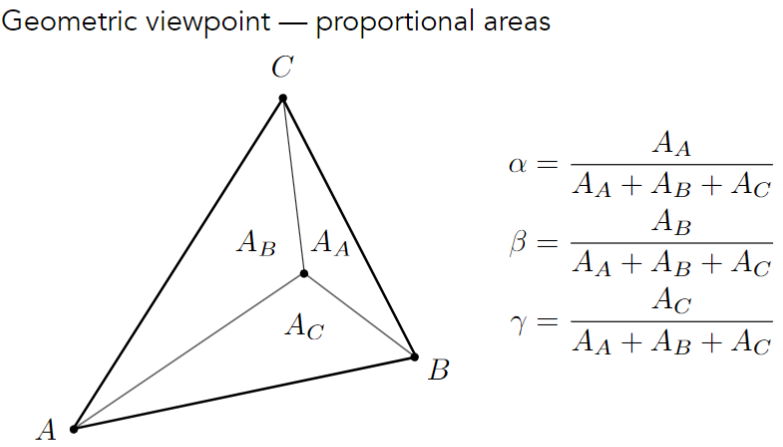 Geometric viewpoint — proportional areas
C
A_B A_A
A_C
B
A
α = A_A / (A_A + A_B + A_C)
β = A_B / (A_A + A_B + A_C)
γ = A_C / (A_A + A_B + A_C)